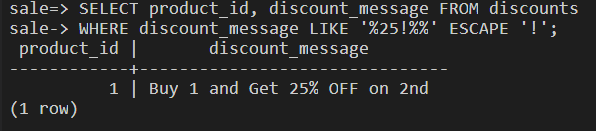 sale=> SELECT product_id, discount_message FROM discounts
sale-> WHERE discount_message LIKE '%25!%%' ESCAPE '!';
 product_id |       discount_message
------------+-------------------------------
          1 | Buy 1 and Get 25% OFF on 2nd
(1 row)